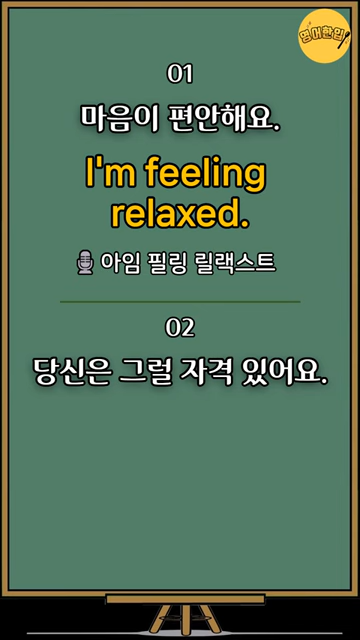 영어한입
01
마음이 편안해요.
I'm feeling
relaxed.
아임 필링 릴랙스트
02
당신은 그럴 자격 있어요.